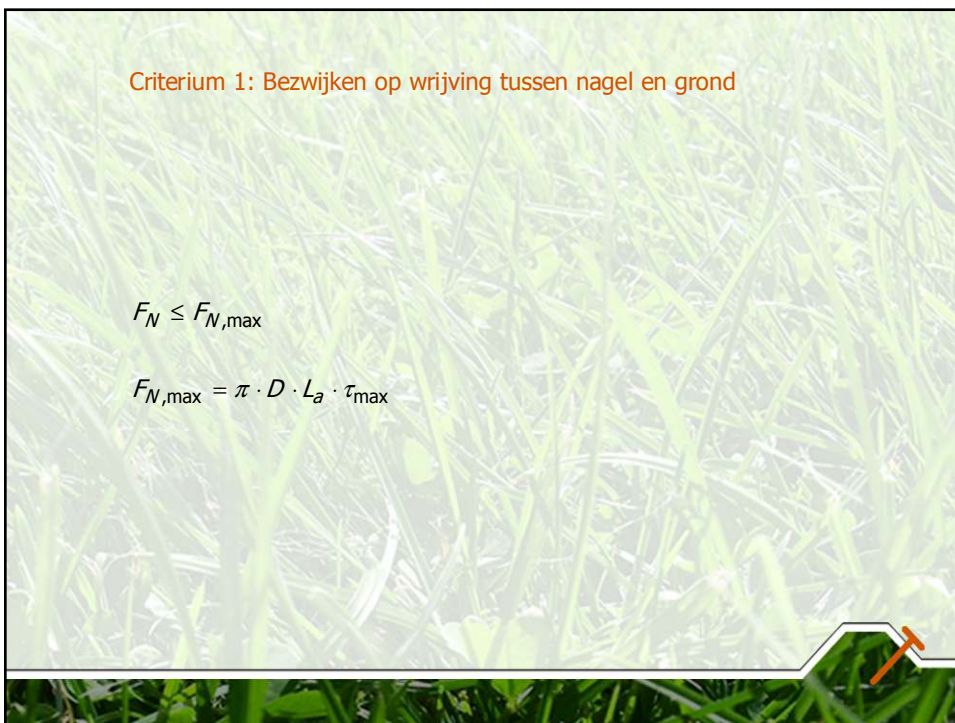 Criterium 1: Bezwijken op wrijving tussen nagel en grond
F_N ≤ F_N,max
F_N,max = π · D · L_a · τ_max